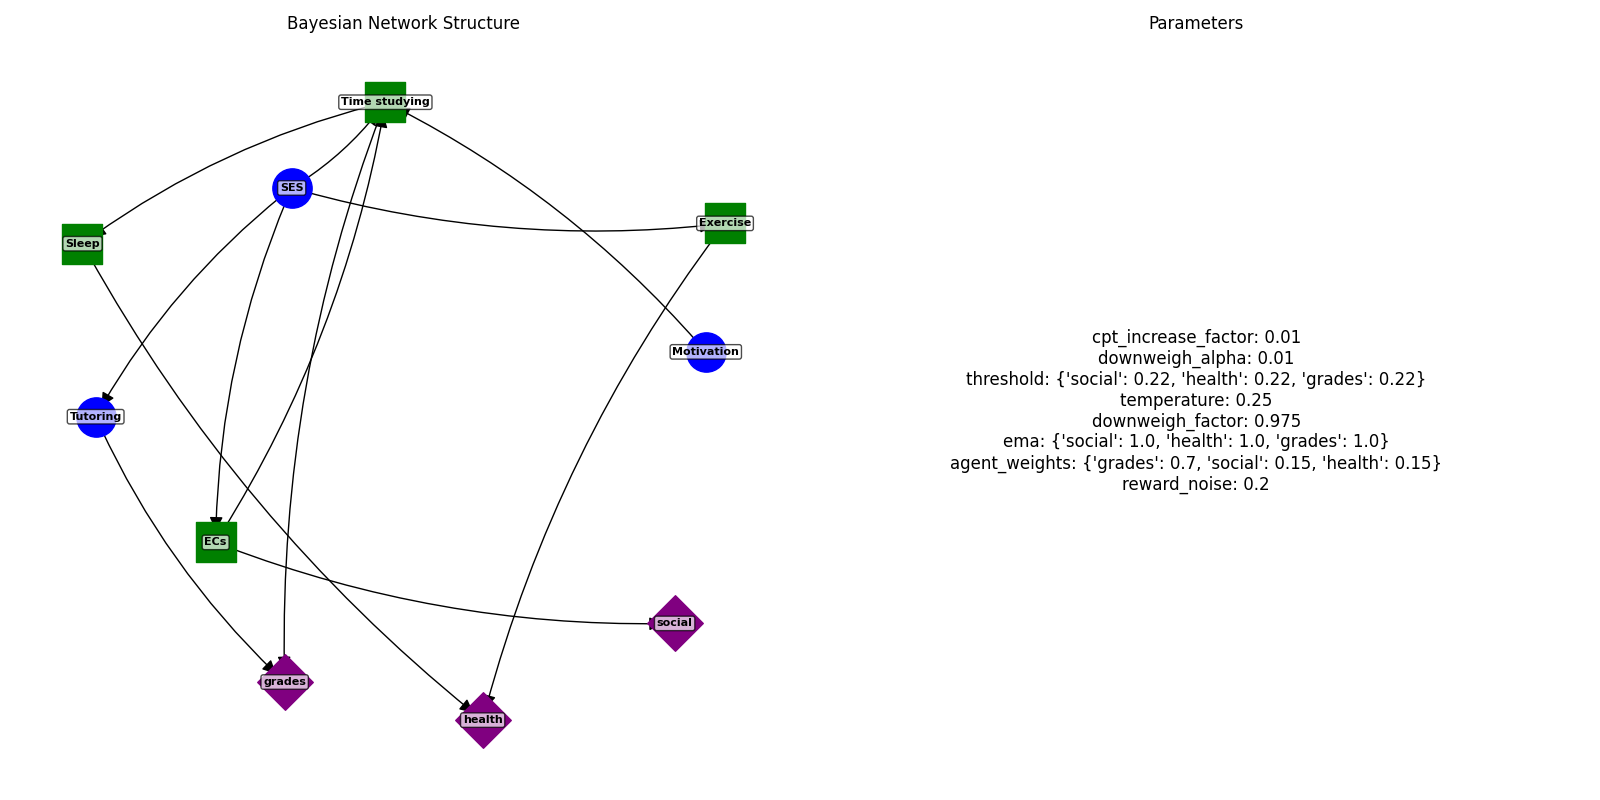 Bayesian Network Structure
Parameters
Time studying
SES
Exercise
Sleep
Motivation
Tutoring
ECs
social
grades
health
cpt_increase_factor: 0.01
downweigh_alpha: 0.01
threshold: {'social': 0.22, 'health': 0.22, 'grades': 0.22}
temperature: 0.25
downweigh_factor: 0.975
ema: {'social': 1.0, 'health': 1.0, 'grades': 1.0}
agent_weights: {'grades': 0.7, 'social': 0.15, 'health': 0.15}
reward_noise: 0.2